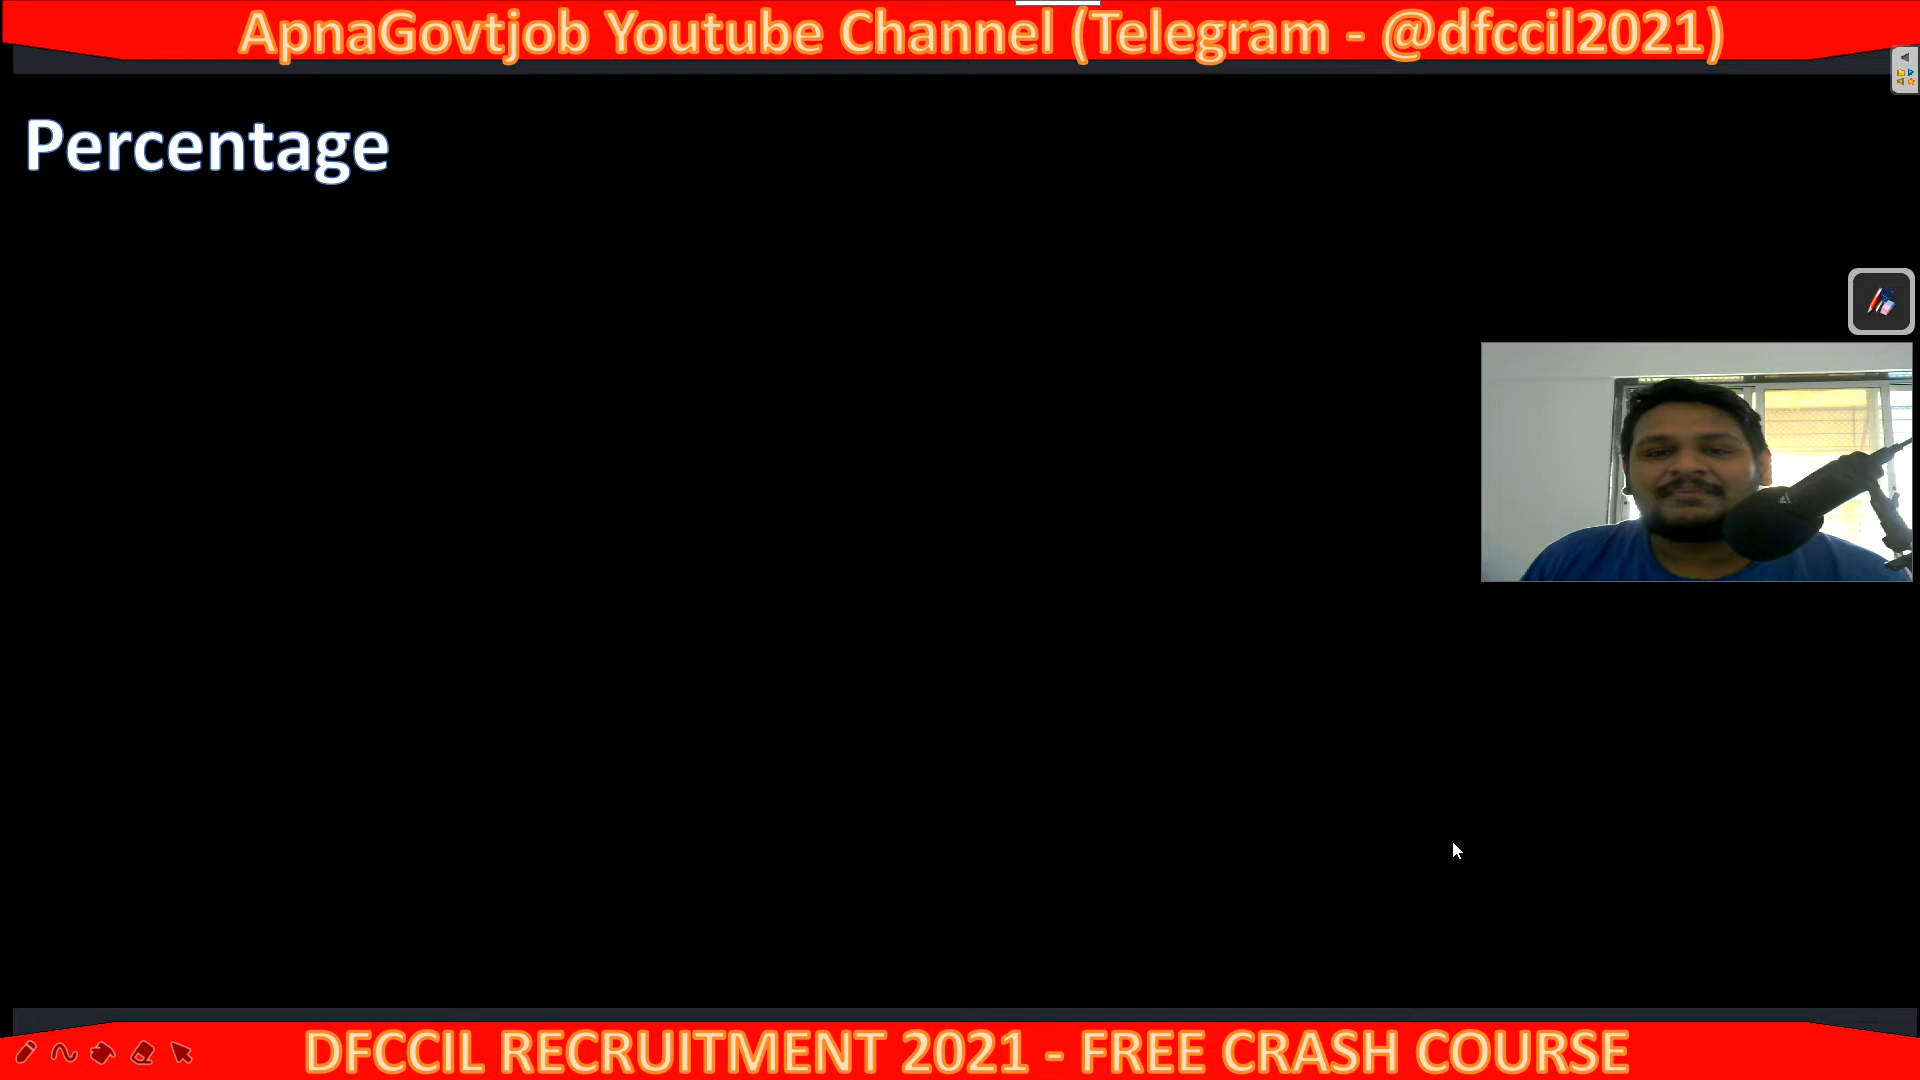 ApnaGovtjob Youtube Channel (Telegram - @dfccil2021)
Percentage
DFCCIL RECRUITMENT 2021 - FREE CRASH COURSE